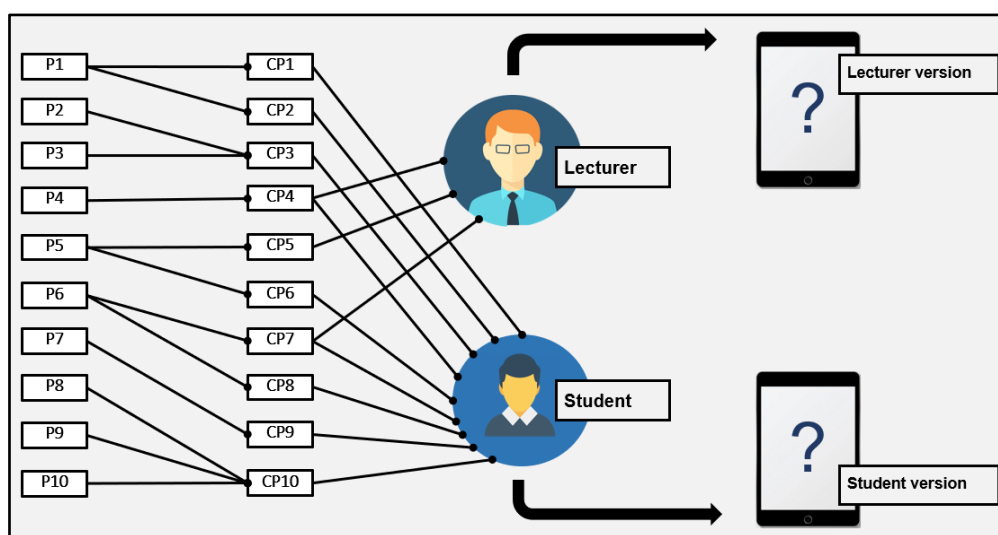 P1
P2
P3
P4
P5
P6
P7
P8
P9
P10
CP1
CP2
CP3
CP4
CP5
CP6
CP7
CP8
CP9
CP10
Lecturer
Student
?
Lecturer version
?
Student version